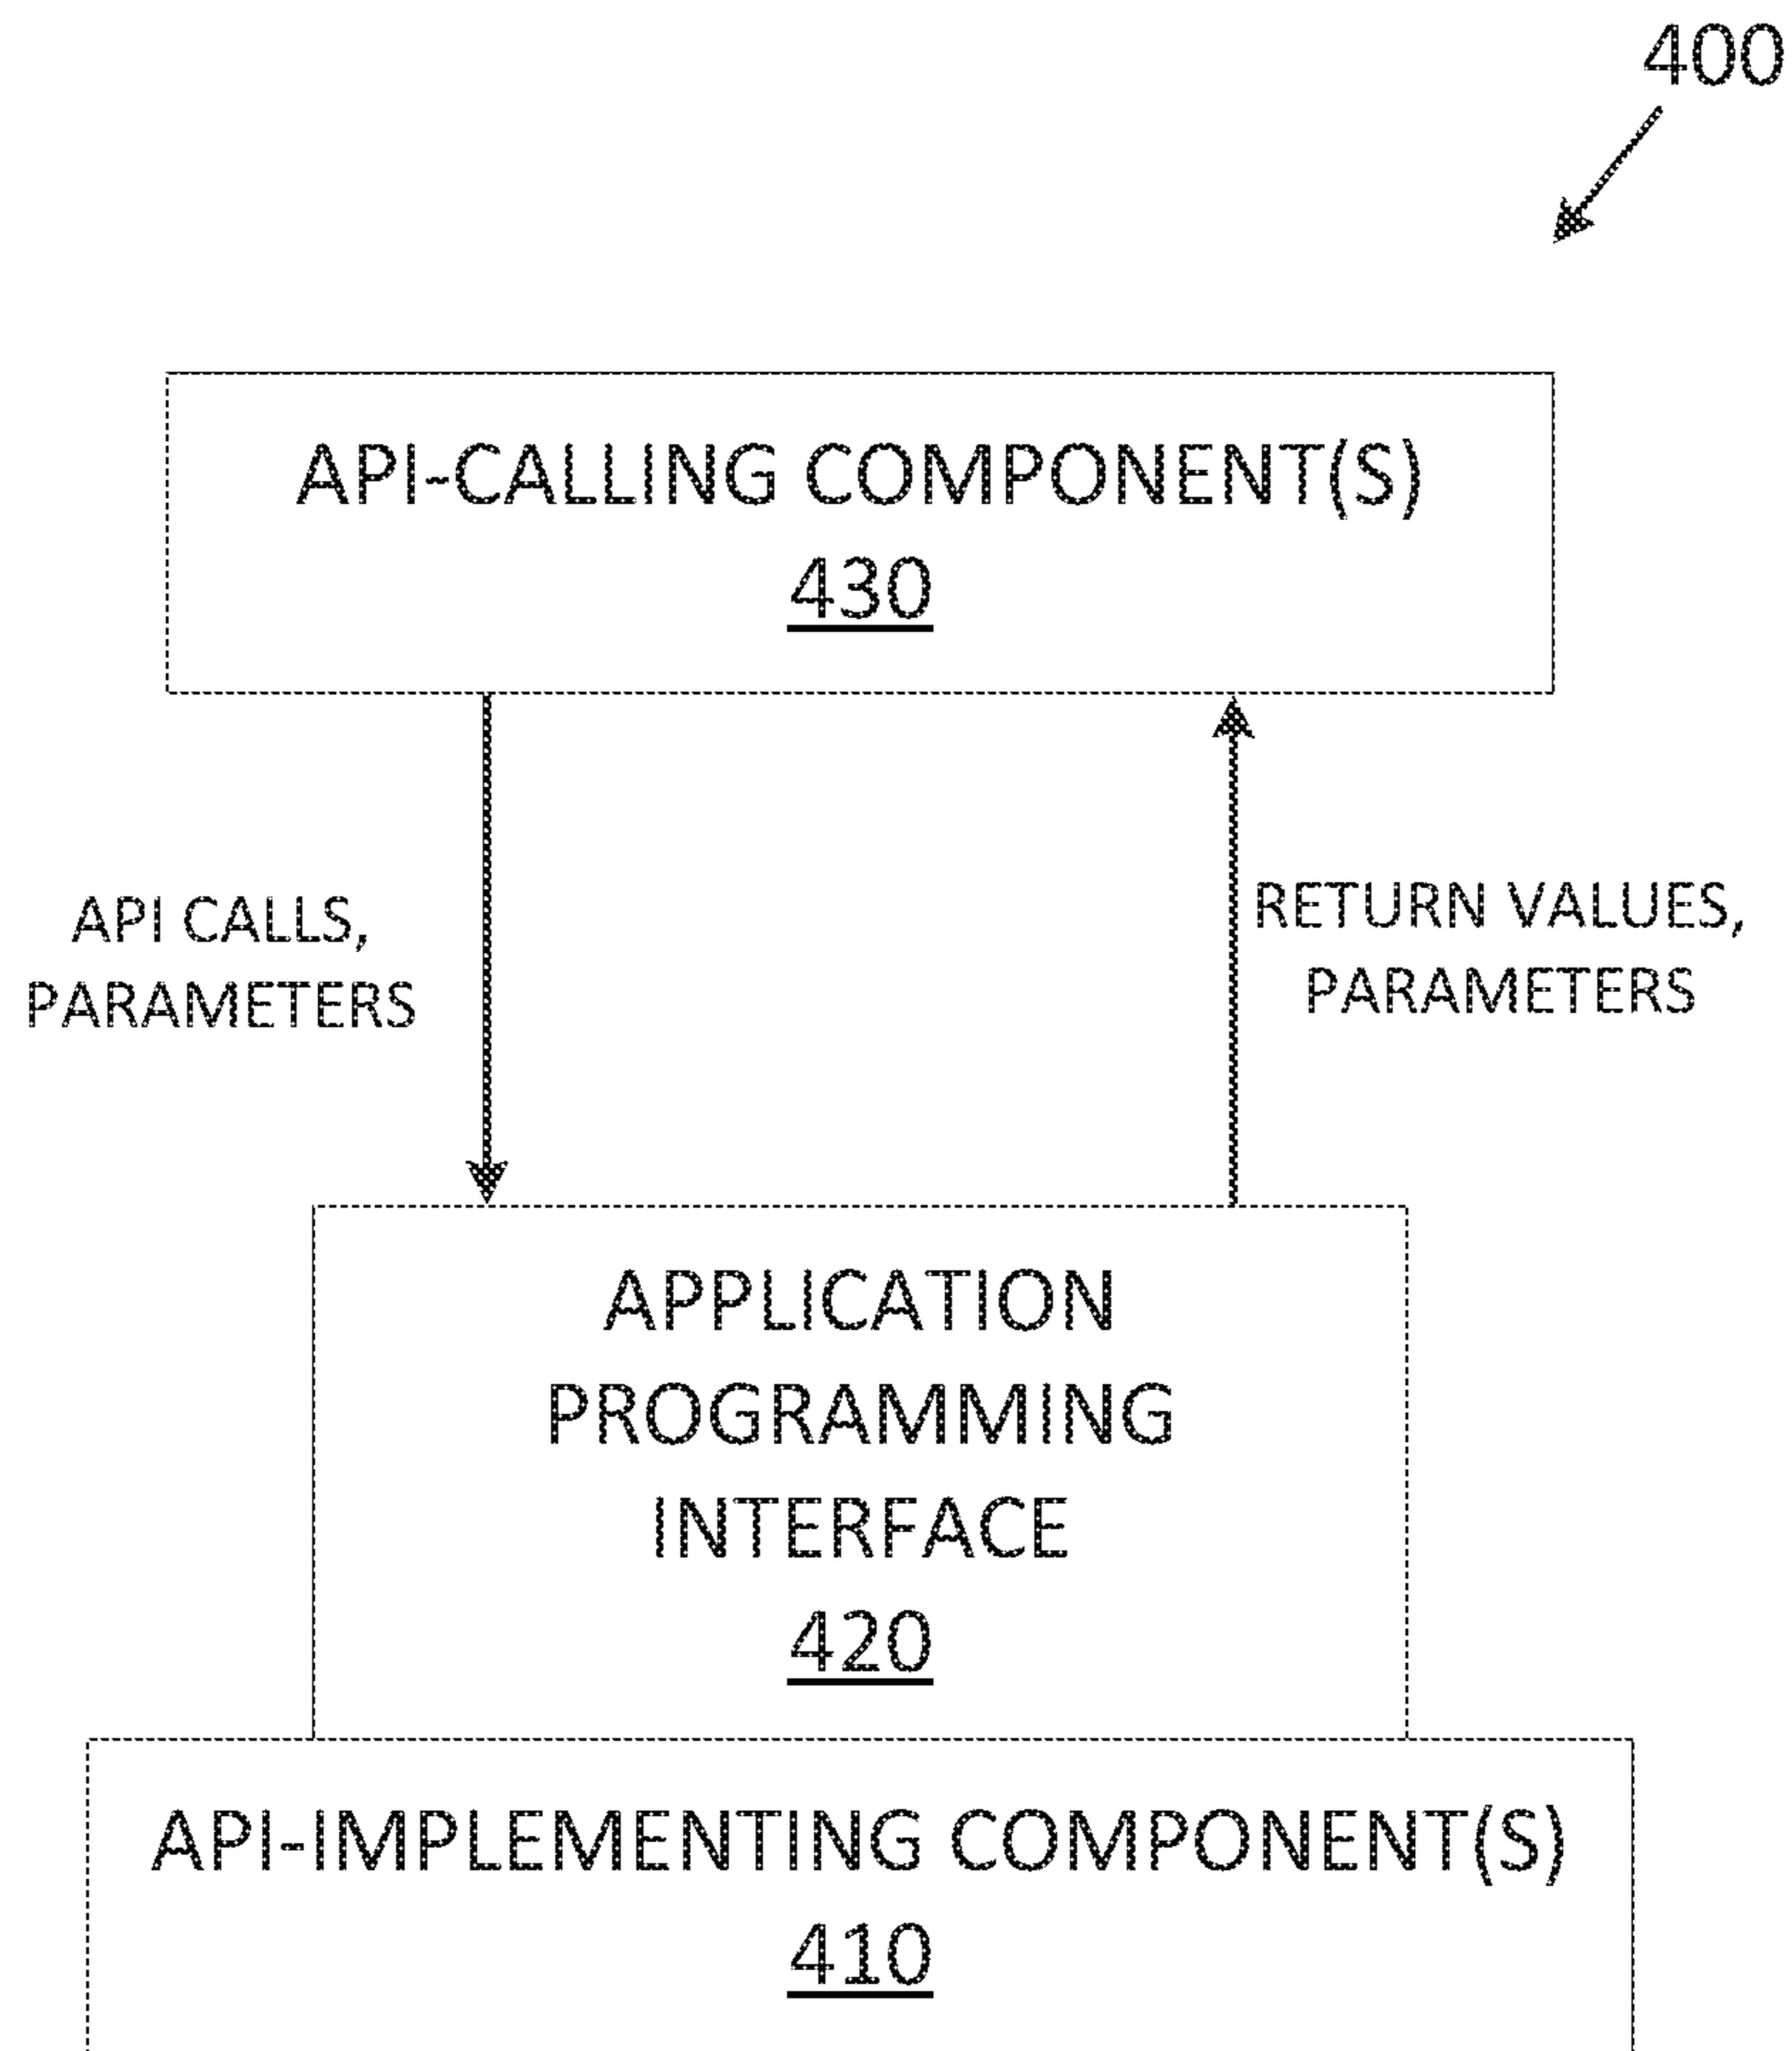 400
API-CALLING COMPONENT(S)
430
API CALLS,
PARAMETERS
RETURN VALUES,
PARAMETERS
APPLICATION
PROGRAMMING
INTERFACE
420
API-IMPLEMENTING COMPONENT(S)
410